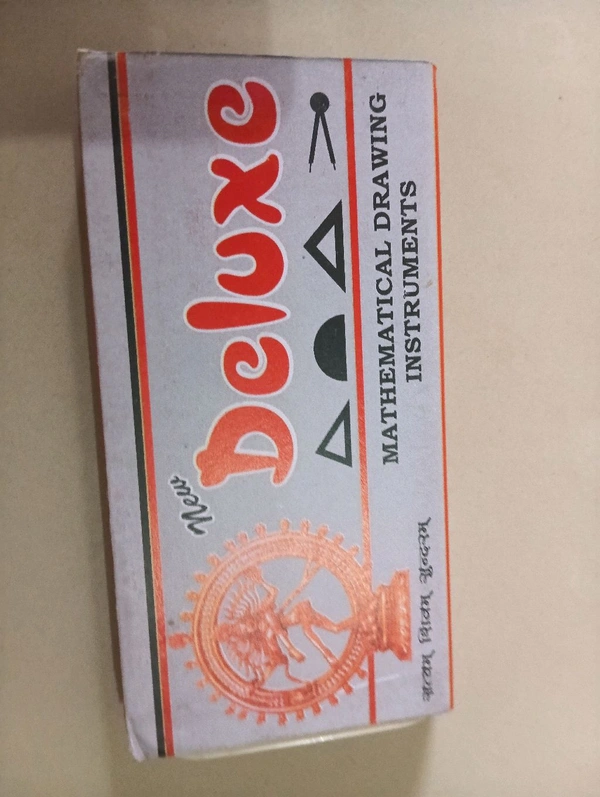 New
Deluxe
MATHEMATICAL DRAWING
INSTRUMENTS